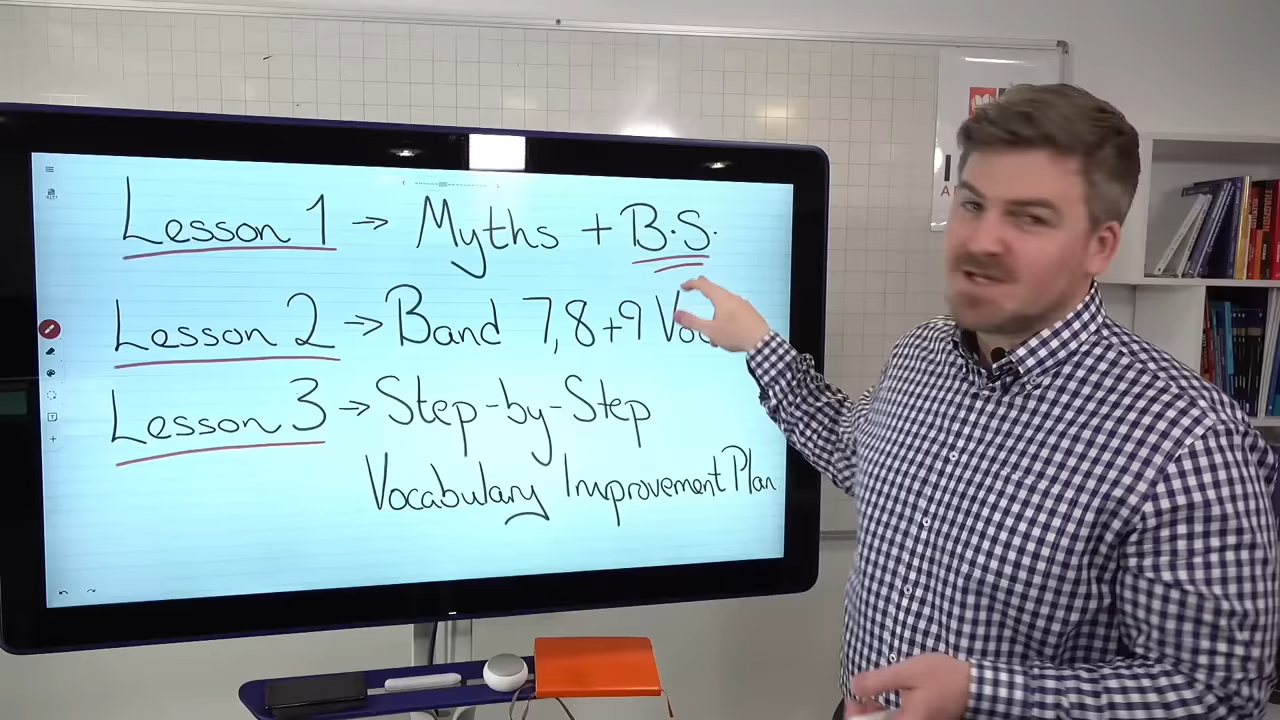 Lesson 1 → Myths + B.S.
Lesson 2 → Band 7,8+9
Lesson 3 → Step-by-Step
Vocabulary Improvement Plan